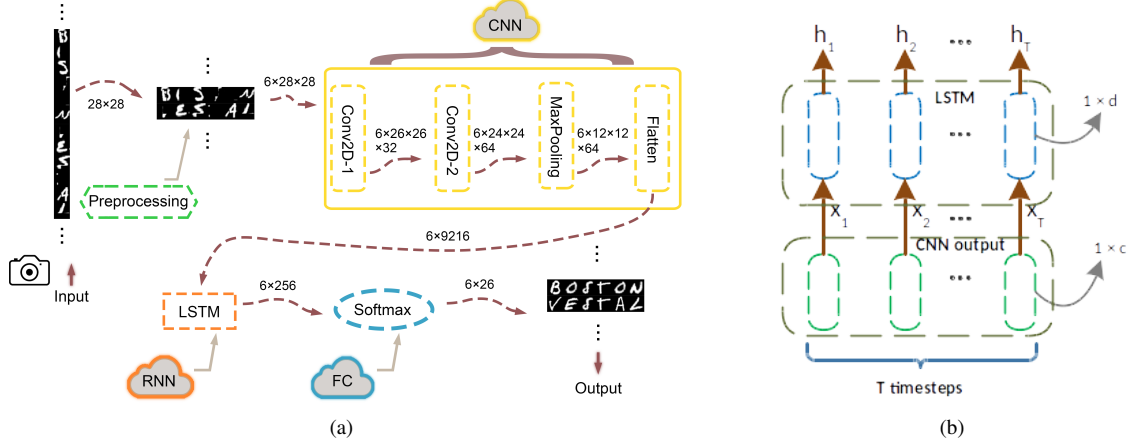 CNN
B
I
S
N
.
E
S
A
L
28×28
B I S . N
. E S . A L
6×28×28
Conv2D-1
6×26×26
×32
Conv2D-2
6×24×24
×64
MaxPooling
6×12×12
×64
Flatten
Preprocessing
6×9216
Input
LSTM
6×256
Softmax
6×26
B O S T O N
V E S T A L
RNN
FC
Output
(a)
h1 h2 ... hT
LSTM
1 × d
...
x1 x2 ... xT
CNN output
1 × c
...
T timesteps
(b)